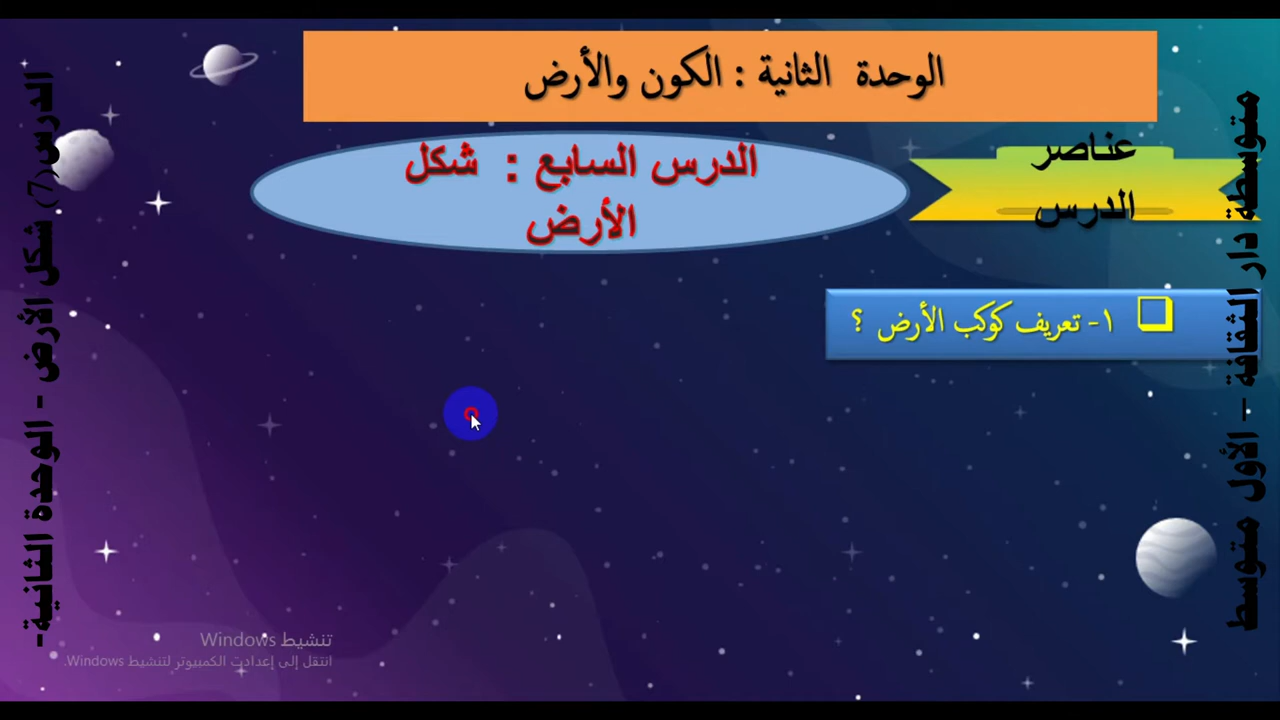 الوحدة الثانية : الكون والأرض
عناصر
الدرس
الدرس السابع : شكل
الأرض
١- تعريف كوكب الأرض ؟
متوسطة دار الثقافة – الأول متوسط
الدرس(7) شكل الأرض - الوحدة الثانية-
تنشيط Windows
انتقل إلى إعدادت الكمبيوتر لتنشيط Windows.